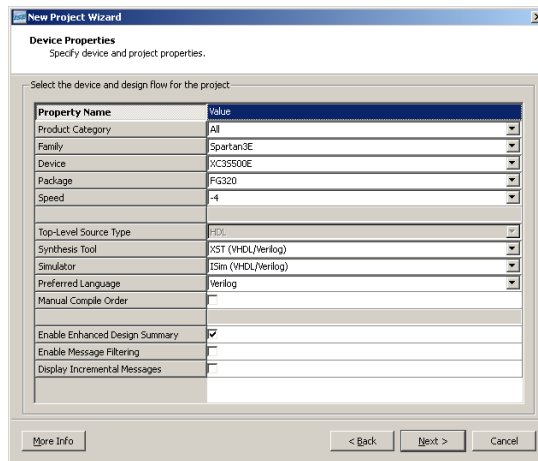 New Project Wizard
Device Properties
Specify device and project properties.
Select the device and design flow for the project
Property Name Value
Product Category All
Family Spartan3E
Device XC3S500E
Package FG320
Speed -4
Top-Level Source Type HDL
Synthesis Tool XST (VHDL/Verilog)
Simulator ISim (VHDL/Verilog)
Preferred Language Verilog
Manual Compile Order
Enable Enhanced Design Summary
Enable Message Filtering
Display Incremental Messages
More Info < Back Next > Cancel